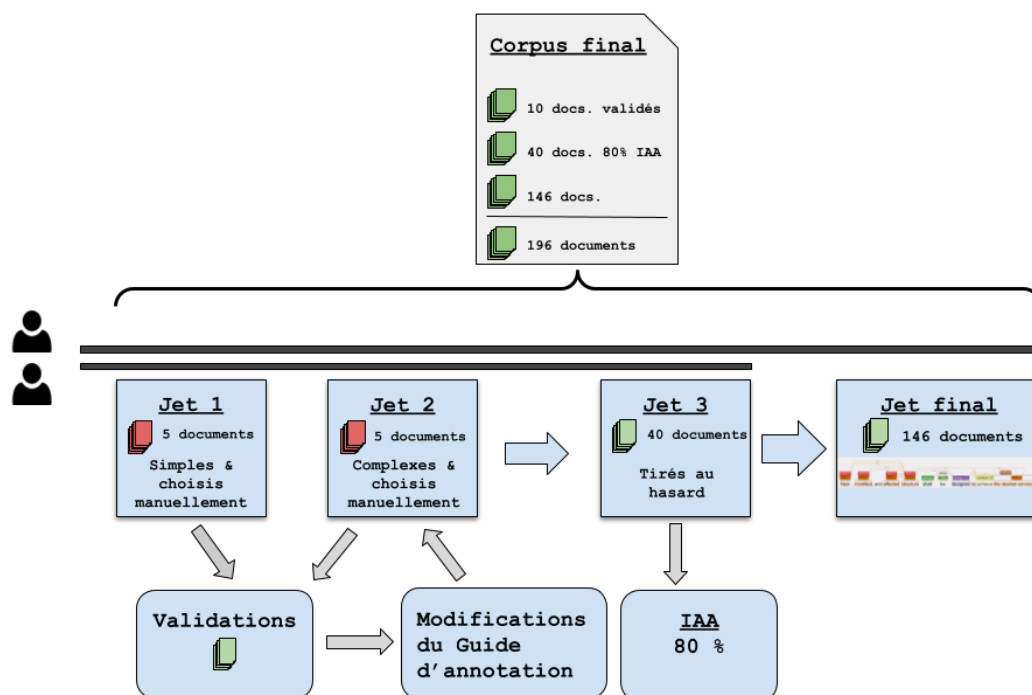 Corpus final
10 docs. validés
40 docs. 80% IAA
146 docs.
196 documents
Jet 1
5 documents
Simples &
choisis
manuellement
Jet 2
5 documents
Complexes &
choisis
manuellement
Jet 3
40 documents
Tirés au
hasard
Jet final
146 documents
Validations
Modifications
du Guide
d’annotation
IAA
80 %